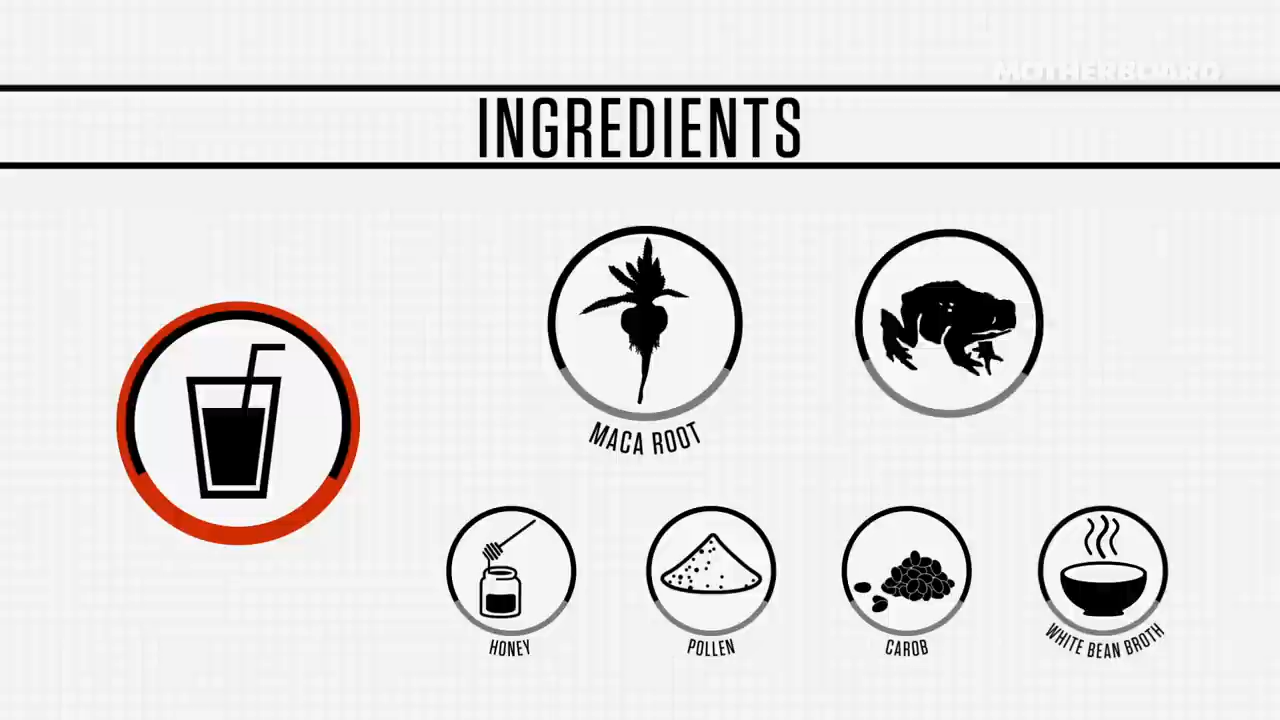 MOTHERBOARD
INGREDIENTS
MACA ROOT
HONEY
POLLEN
CAROB
WHITE BEAN BROTH